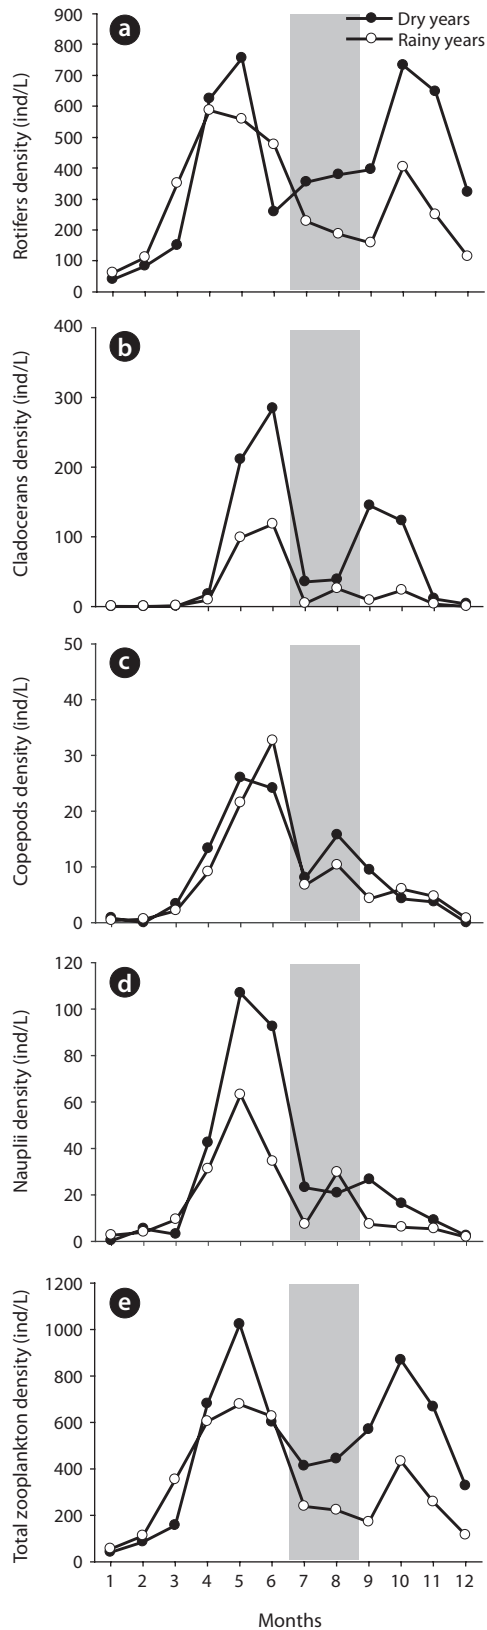 a
Dry years
Rainy years
Rotifers density (ind/L)
900
800
700
600
500
400
300
200
100
0
b
Cladocerans density (ind/L)
400
300
200
100
0
c
Copepods density (ind/L)
50
40
30
20
10
0
d
Nauplii density (ind/L)
120
100
80
60
40
20
0
e
Total zooplankton density (ind/L)
1200
1000
800
600
400
200
0
1 2 3 4 5 6 7 8 9 10 11 12
Months